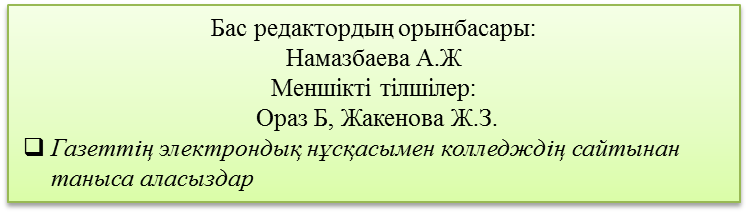 Бас редактордың орынбасары:
Намазбаева А.Ж
Меншікті тілшілер:
Ораз Б, Жакенова Ж.З.
❑ Газеттің электрондық нұсқасымен колледждің сайтынан
таныса аласыздар